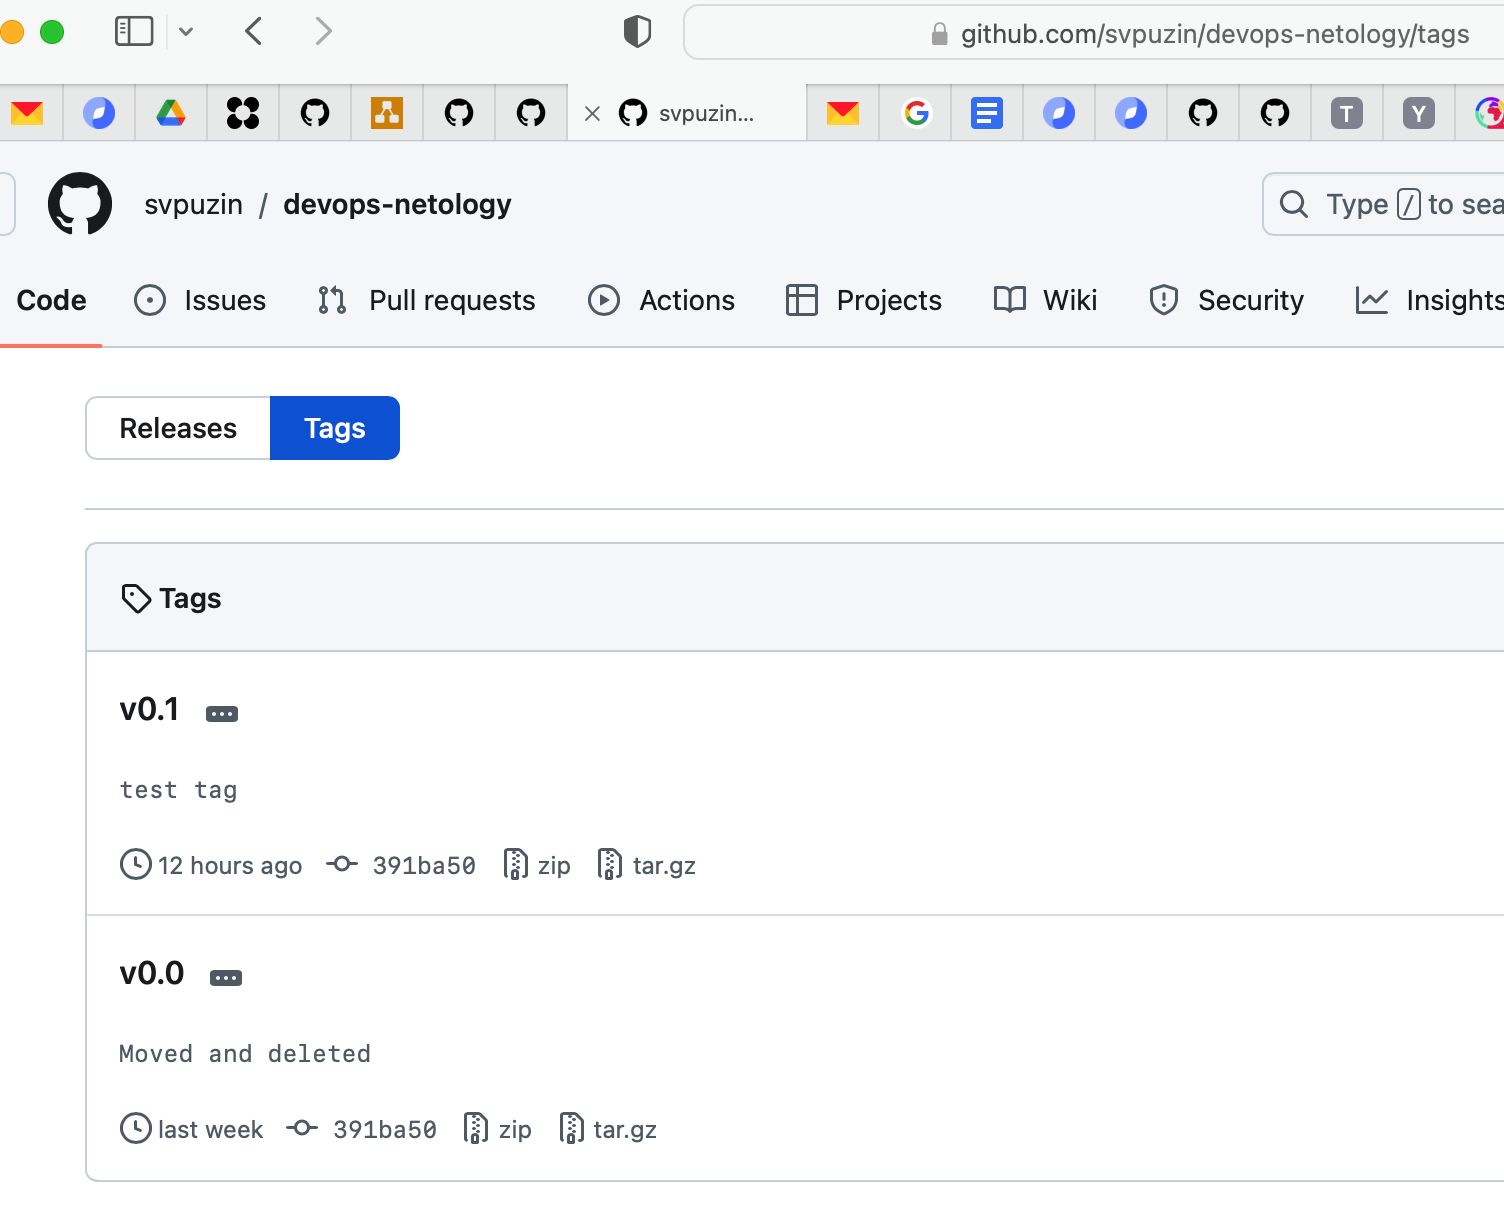 github.com/svpuzin/devops-netology/tags
svpuzin...
T
Y
svpuzin / devops-netology
Type / to sea
Code Issues Pull requests Actions Projects Wiki Security Insights
Releases Tags
Tags
v0.1
test tag
12 hours ago 391ba50 zip tar.gz
v0.0
Moved and deleted
last week 391ba50 zip tar.gz